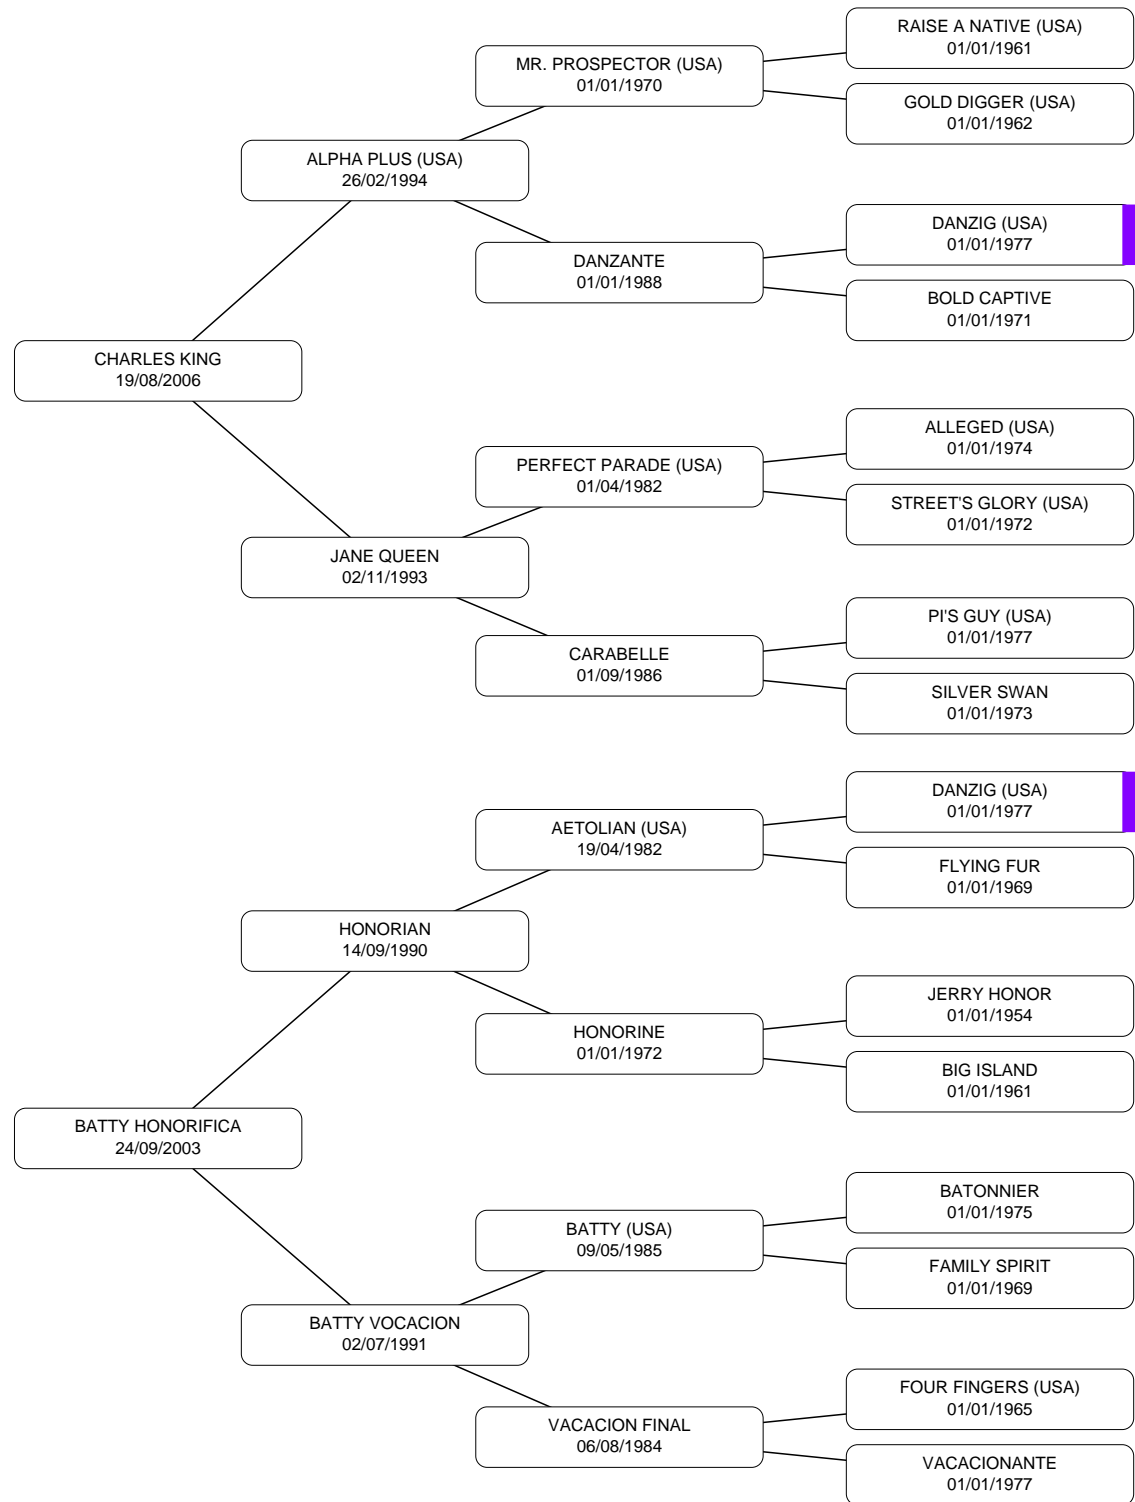 RAISE A NATIVE (USA)
01/01/1961
MR. PROSPECTOR (USA)
01/01/1970
GOLD DIGGER (USA)
01/01/1962
ALPHA PLUS (USA)
26/02/1994
DANZIG (USA)
01/01/1977
DANZANTE
01/01/1988
BOLD CAPTIVE
01/01/1971
CHARLES KING
19/08/2006
ALLEGED (USA)
01/01/1974
PERFECT PARADE (USA)
01/04/1982
STREET'S GLORY (USA)
01/01/1972
JANE QUEEN
02/11/1993
PI'S GUY (USA)
01/01/1977
CARABELLE
01/09/1986
SILVER SWAN
01/01/1973
DANZIG (USA)
01/01/1977
AETOLIAN (USA)
19/04/1982
FLYING FUR
01/01/1969
HONORIAN
14/09/1990
JERRY HONOR
01/01/1954
HONORINE
01/01/1972
BIG ISLAND
01/01/1961
BATTY HONORIFICA
24/09/2003
BATONNIER
01/01/1975
BATTY (USA)
09/05/1985
FAMILY SPIRIT
01/01/1969
BATTY VOCACION
02/07/1991
FOUR FINGERS (USA)
01/01/1965
VACACION FINAL
06/08/1984
VACACIONANTE
01/01/1977